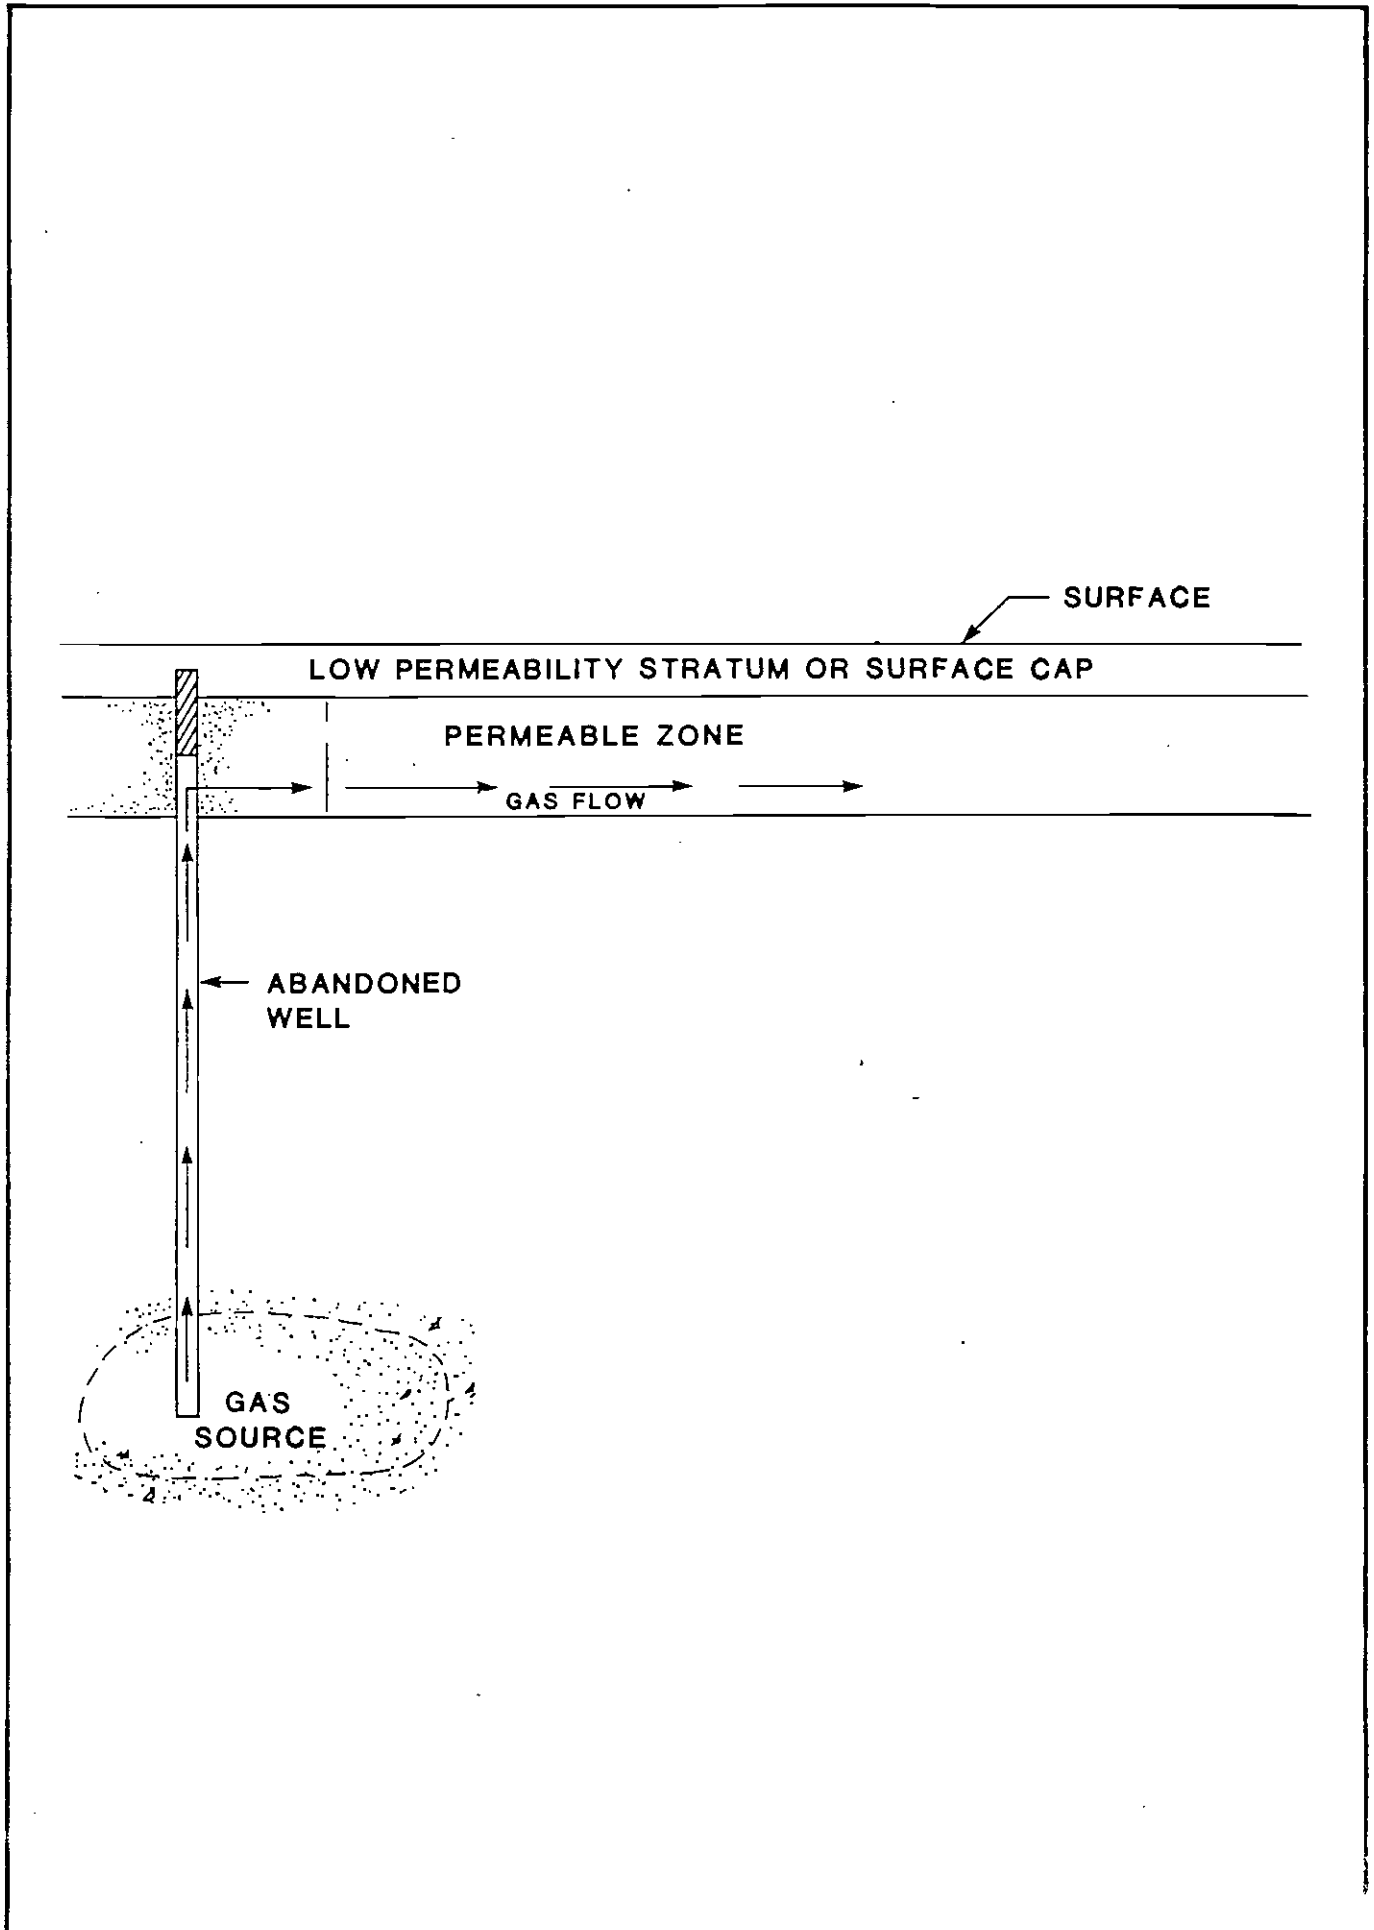 SURFACE
LOW PERMEABILITY STRATUM OR SURFACE CAP
PERMEABLE ZONE
GAS FLOW
ABANDONED
WELL
GAS
SOURCE